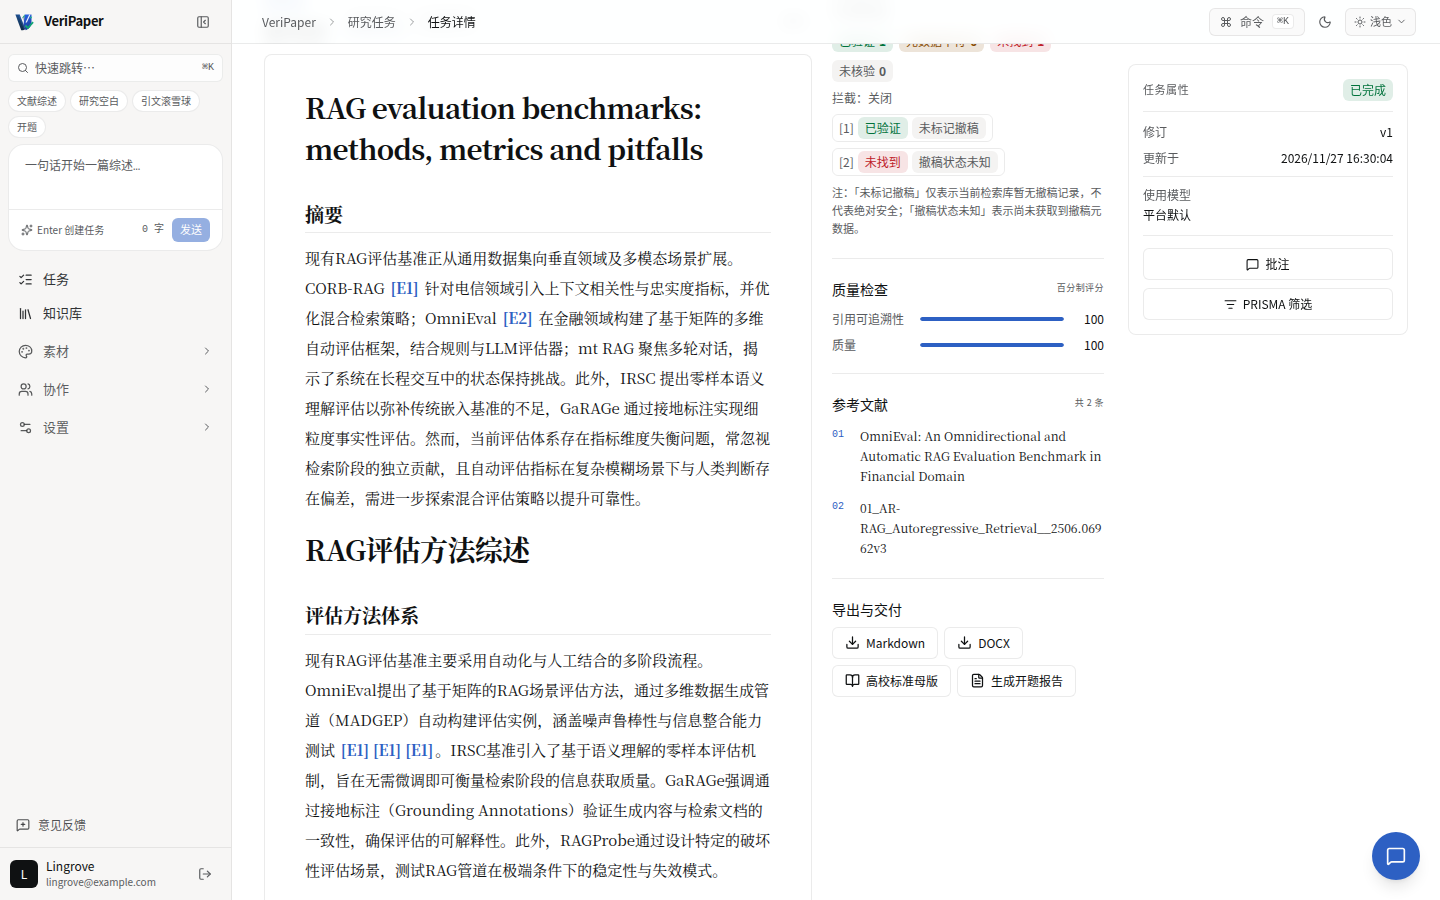 VeriPaper
快速跳转…
⌘K
文献综述
研究空白
引文滚雪球
开题
一句话开始一篇综述...
Enter 创建任务
0 字
发送
任务
知识库
素材
协作
设置
意见反馈
L
Lingrove
lingrove@example.com
VeriPaper
研究任务
任务详情
命令
⌘K
浅色
RAG evaluation benchmarks:
methods, metrics and pitfalls
摘要
现有RAG评估基准正从通用数据集向垂直领域及多模态场景扩展。
CORB-RAG [E1] 针对电信领域引入上下文相关性与忠实度指标，并优
化混合检索策略；OmniEval [E2] 在金融领域构建了基于矩阵的多维
自动评估框架，结合规则与LLM评估器；mt RAG 聚焦多轮对话，揭
示了系统在长程交互中的状态保持挑战。此外，IRSC 提出零样本语义
理解评估以弥补传统嵌入基准的不足，GaRAGe 通过接地标注实现细
粒度事实性评估。然而，当前评估体系存在指标维度失衡问题，常忽视
检索阶段的独立贡献，且自动评估指标在复杂模糊场景下与人类判断存
在偏差，需进一步探索混合评估策略以提升可靠性。
RAG评估方法综述
评估方法体系
现有RAG评估基准主要采用自动化与人工结合的多阶段流程。
OmniEval提出了基于矩阵的RAG场景评估方法，通过多维数据生成管
道（MADGEP）自动构建评估实例，涵盖噪声鲁棒性与信息整合能力
测试 [E1] [E1] [E1]。IRSC基准引入了基于语义理解的零样本评估机
制，旨在无需微调即可衡量检索阶段的信息获取质量。GaRAGe强调通
过接地标注（Grounding Annotations）验证生成内容与检索文档的
一致性，确保评估的可解释性。此外，RAGProbe通过设计特定的破坏
性评估场景，测试RAG管道在极端条件下的稳定性与失效模式。
未核验 0
拦截：关闭
[1] 已验证 未标记撤稿
[2] 未找到 撤稿状态未知
注：「未标记撤稿」仅表示当前检索库暂无撤稿记录，不
代表绝对安全；「撤稿状态未知」表示尚未获取到撤稿元
数据。
质量检查
百分制评分
引用可追溯性 100
质量 100
参考文献
共 2 条
01
OmniEval: An Omnidirectional and
Automatic RAG Evaluation Benchmark in
Financial Domain
02
01_AR-
RAG_Autoregressive_Retrieval__2506.069
62v3
导出与交付
Markdown
DOCX
高校标准母版
生成开题报告
任务属性
已完成
修订 v1
更新于 2026/11/27 16:30:04
使用模型
平台默认
批注
PRISMA 筛选